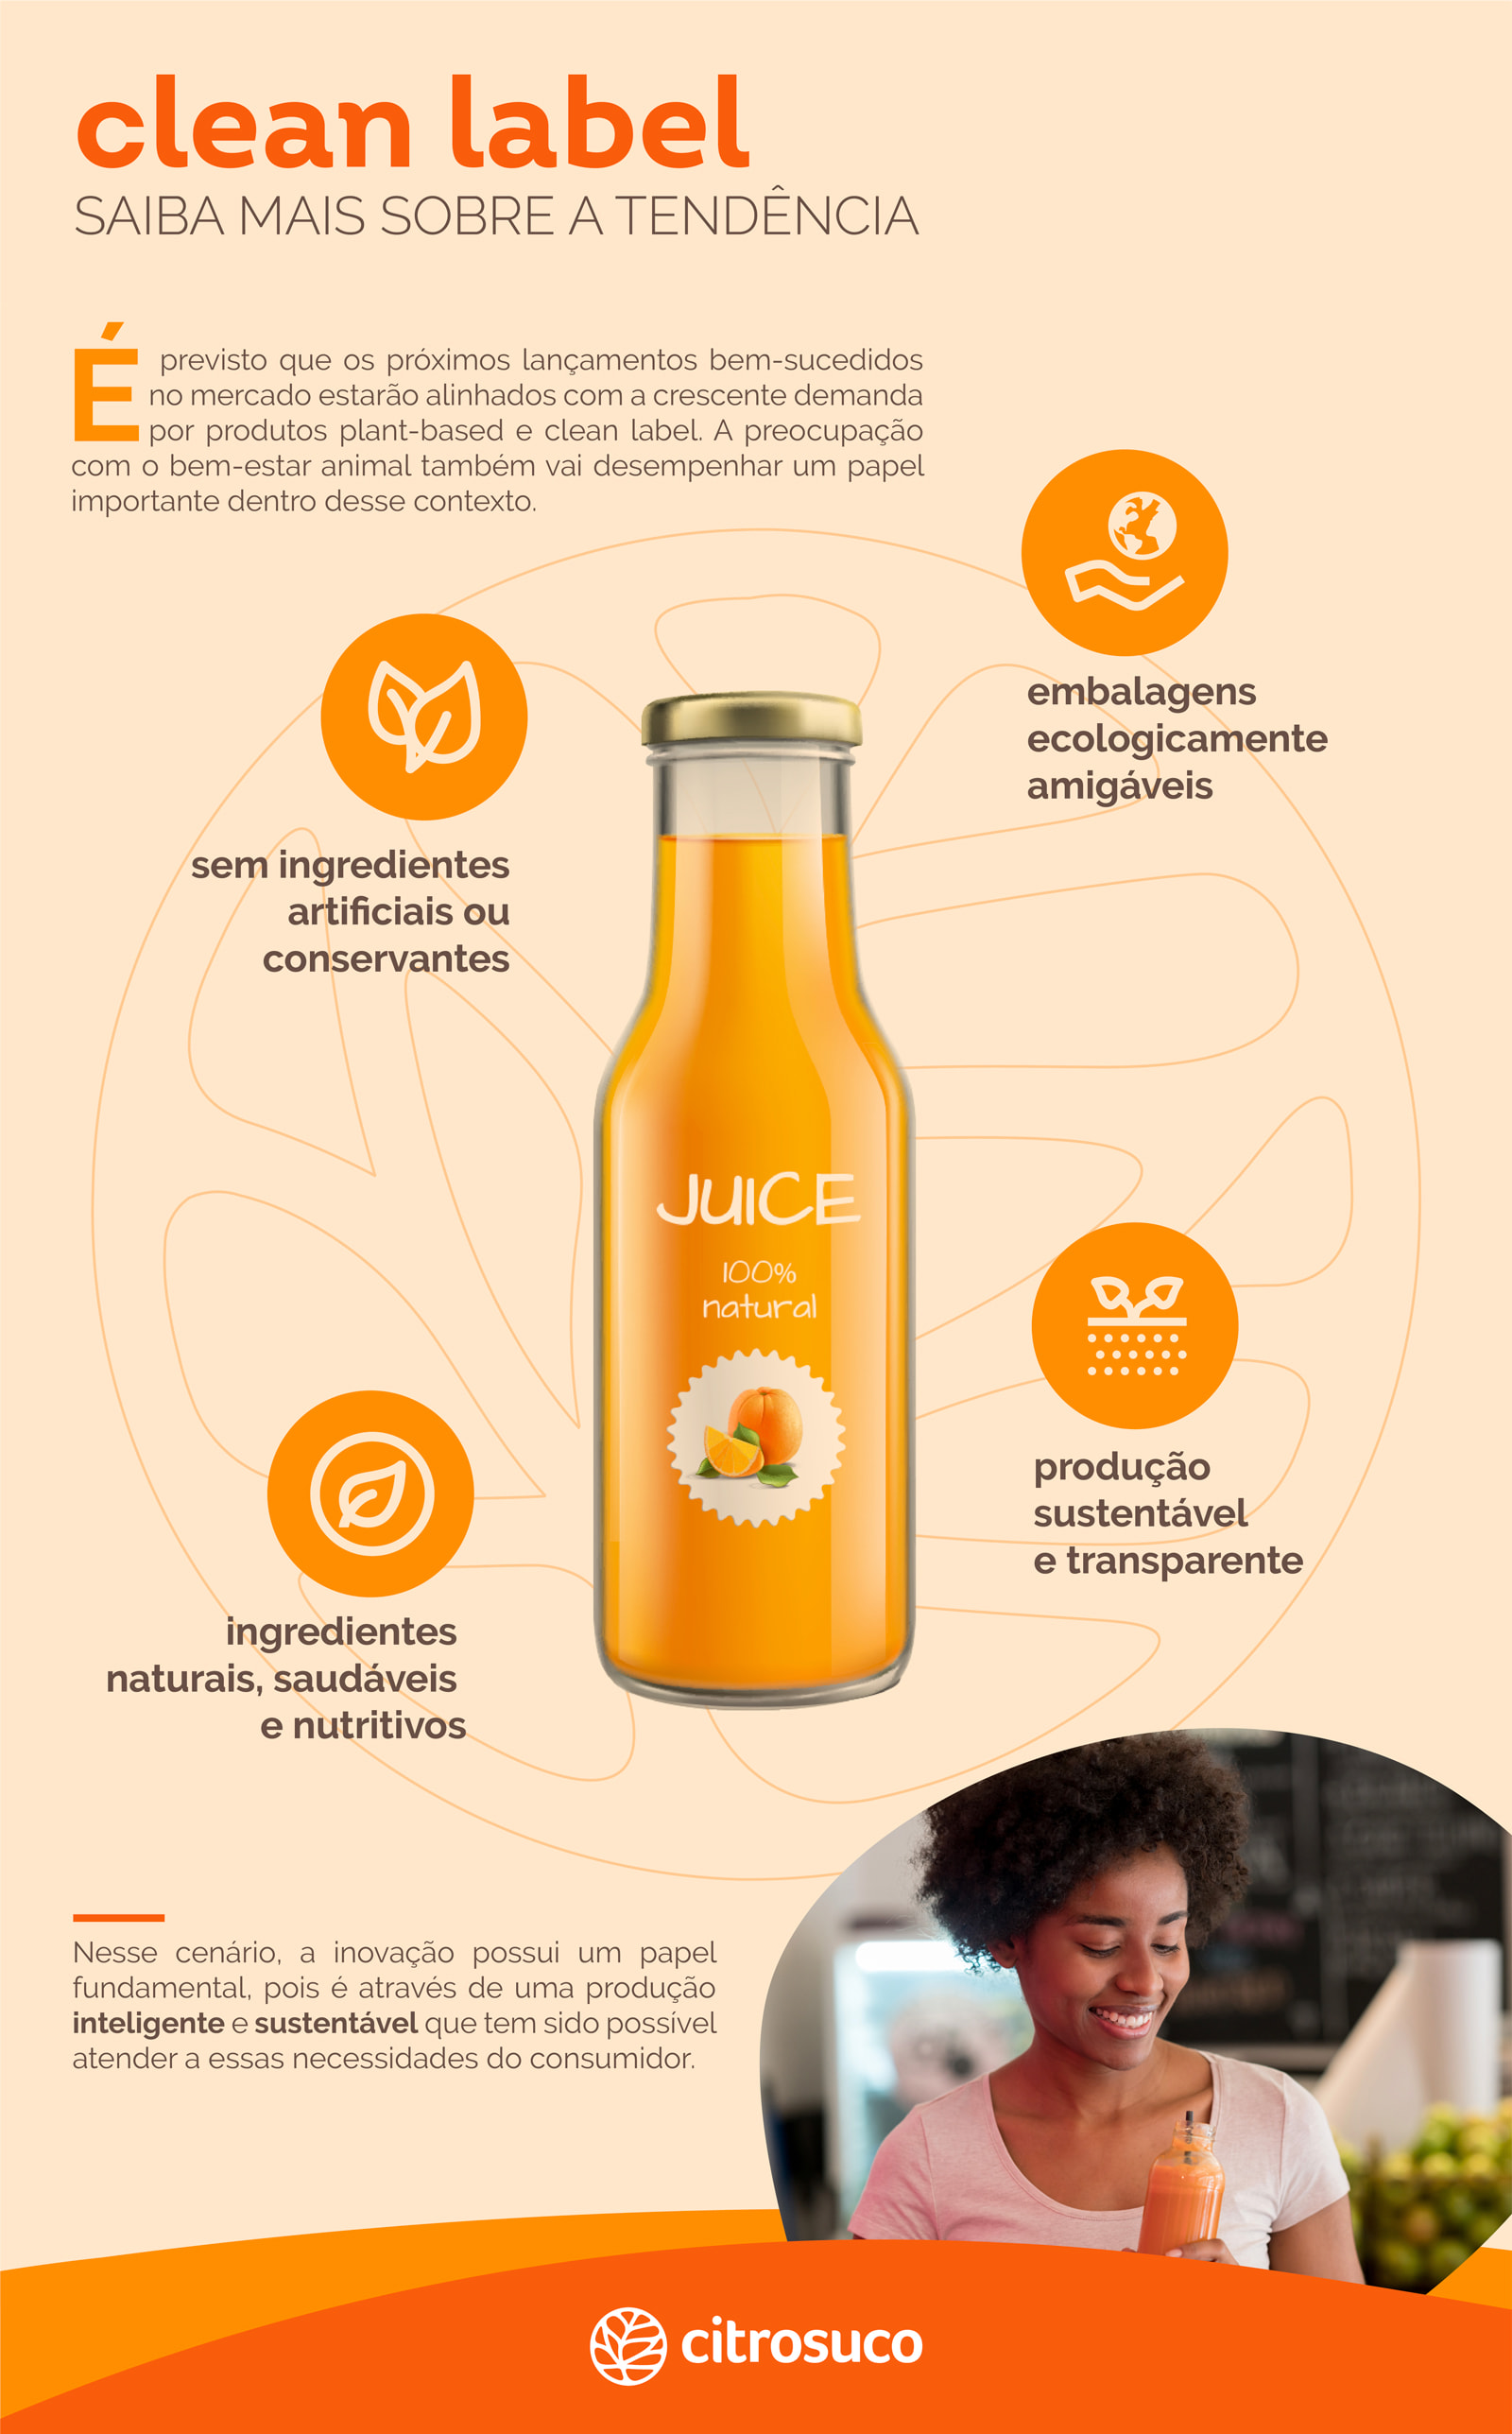 clean label
SAIBA MAIS SOBRE A TENDÊNCIA
É previsto que os próximos lançamentos bem-sucedidos
no mercado estarão alinhados com a crescente demanda
por produtos plant-based e clean label. A preocupação
com o bem-estar animal também vai desempenhar um papel
importante dentro desse contexto.
embalagens
ecologicamente
amigáveis
sem ingredientes
artificiais ou
conservantes
JUICE
100%
natural
produção
sustentável
e transparente
ingredientes
naturais, saudáveis
e nutritivos
Nesse cenário, a inovação possui um papel
fundamental, pois é através de uma produção
inteligente e sustentável que tem sido possível
atender a essas necessidades do consumidor.
citrosuco